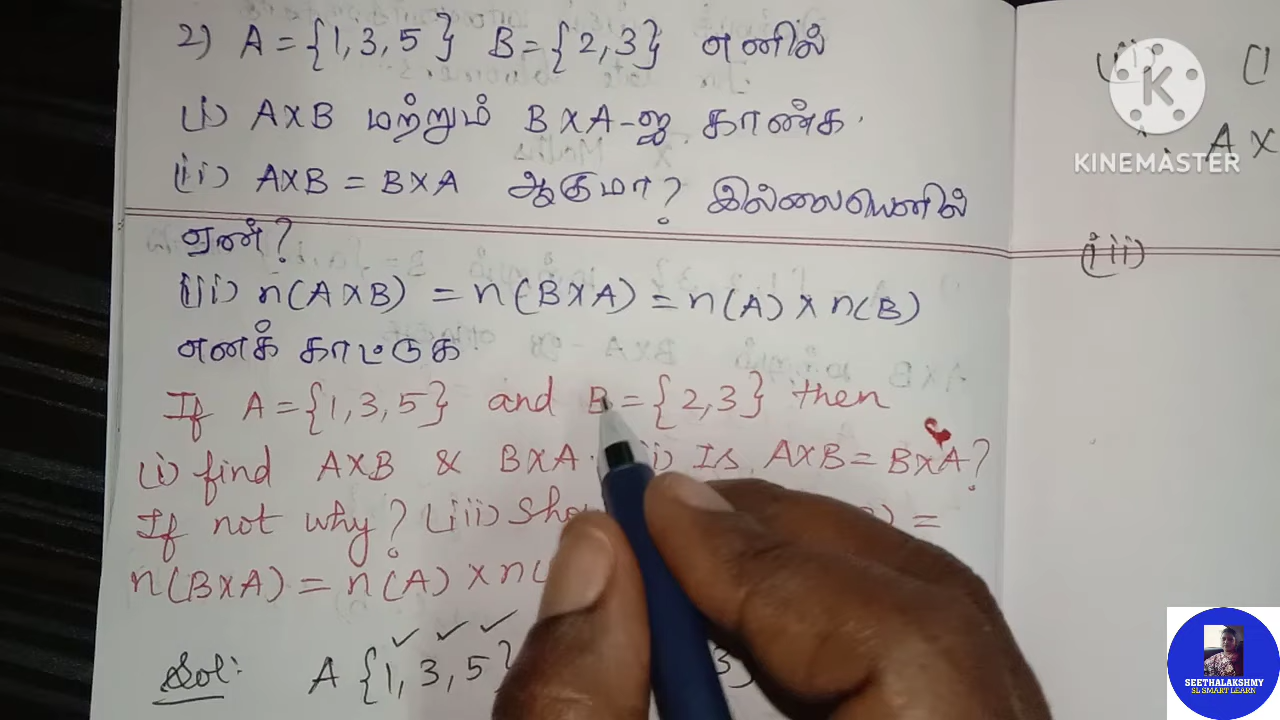 2) A = {1, 3, 5} B = {2, 3} எனில்
(i) A×B மற்றும் B×A-ஐ காண்க.
(ii) A×B = B×A ஆகுமா? இல்லையெனில்
ஏன்?
(iii) n(A×B) = n(B×A) = n(A) × n(B)
எனக் காட்டுக.
If A = {1, 3, 5} and B = {2, 3} then
(i) find A×B & B×A. (ii) Is A×B = B×A?
If not why? (iii) Sho =
n(B×A) = n(A) × n(
Sol: A {1, 3, 5} 3}
A ×
(iii)
K
KINEMASTER
SEETHALAKSHMY
SL SMART LEARN